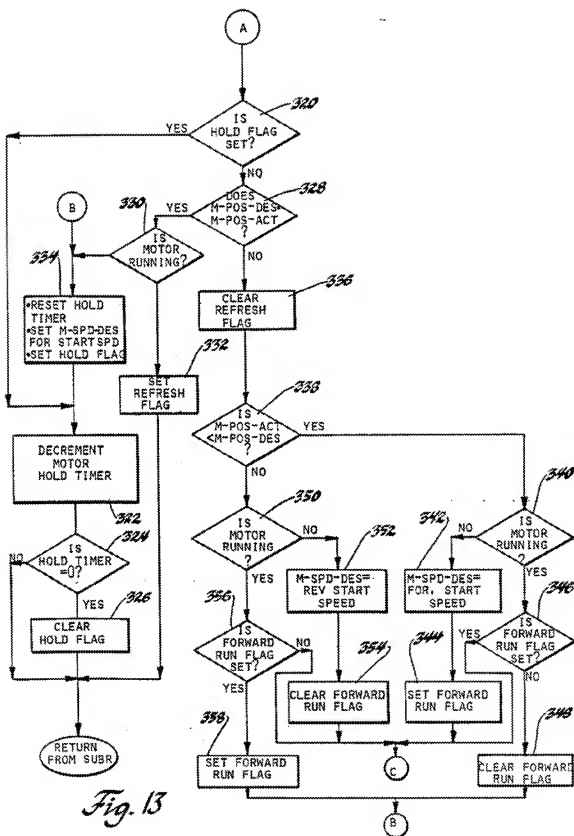 A
320
IS
HOLD FLAG
SET?
YES
NO
328
DOES
M-POS-DES=
M-POS-ACT
?
YES
NO
B
330
IS
MOTOR
RUNNING?
334
•RESET HOLD
TIMER
•SET M-SPD-DES
FOR START SPD
•SET HOLD FLAG
336
CLEAR
REFRESH
FLAG
332
SET
REFRESH
FLAG
338
IS
M-POS-ACT
<M-POS-DES
?
YES
NO
DECREMENT
MOTOR
HOLD TIMER
322
350
IS
MOTOR
RUNNING
?
NO
YES
352
M-SPD-DES=
REV START
SPEED
342
M-SPD-DES=
FOR. START
SPEED
340
IS
MOTOR
RUNNING
?
NO
YES
324
IS
HOLD TIMER
=0?
NO
YES
326
CLEAR
HOLD FLAG
356
IS
FORWARD
RUN FLAG
SET?
NO
YES
354
CLEAR FORWARD
RUN FLAG
344
SET FORWARD
RUN FLAG
346
IS
FORWARD
RUN FLAG
SET?
YES
NO
RETURN
FROM SUBR
358
SET FORWARD
RUN FLAG
C
348
CLEAR FORWARD
RUN FLAG
B
Fig. 13